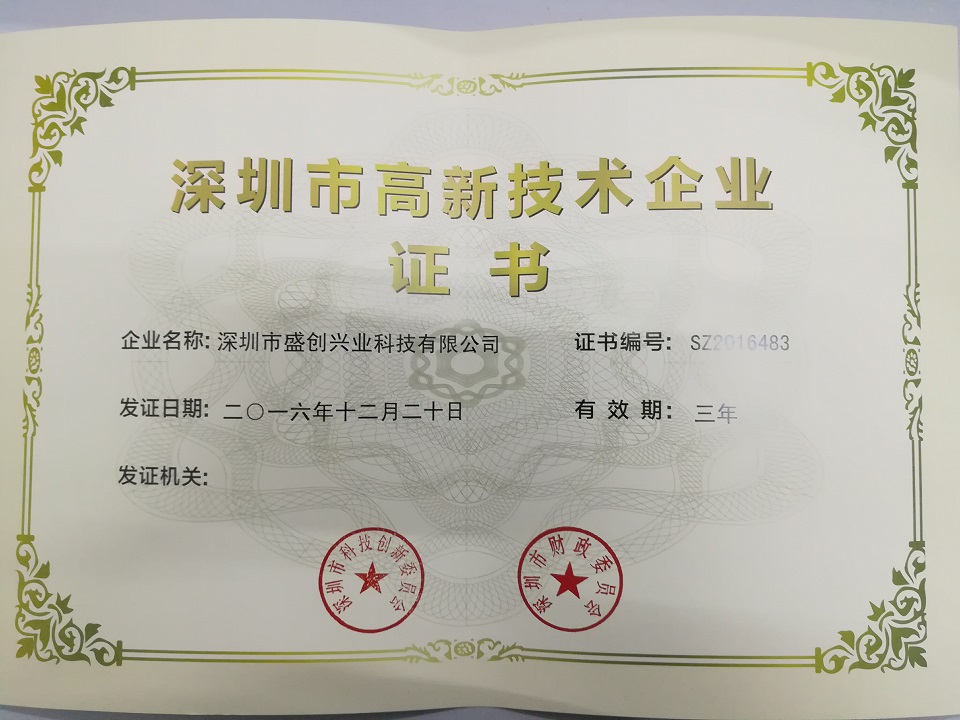 深圳市高新技术企业
证书
企业名称: 深圳市盛创兴业科技有限公司
证书编号: SZ2016483
发证日期: 二〇一六年十二月二十日
有效期: 三年
发证机关:
深圳市科技创新委员会
深圳市财政委员会